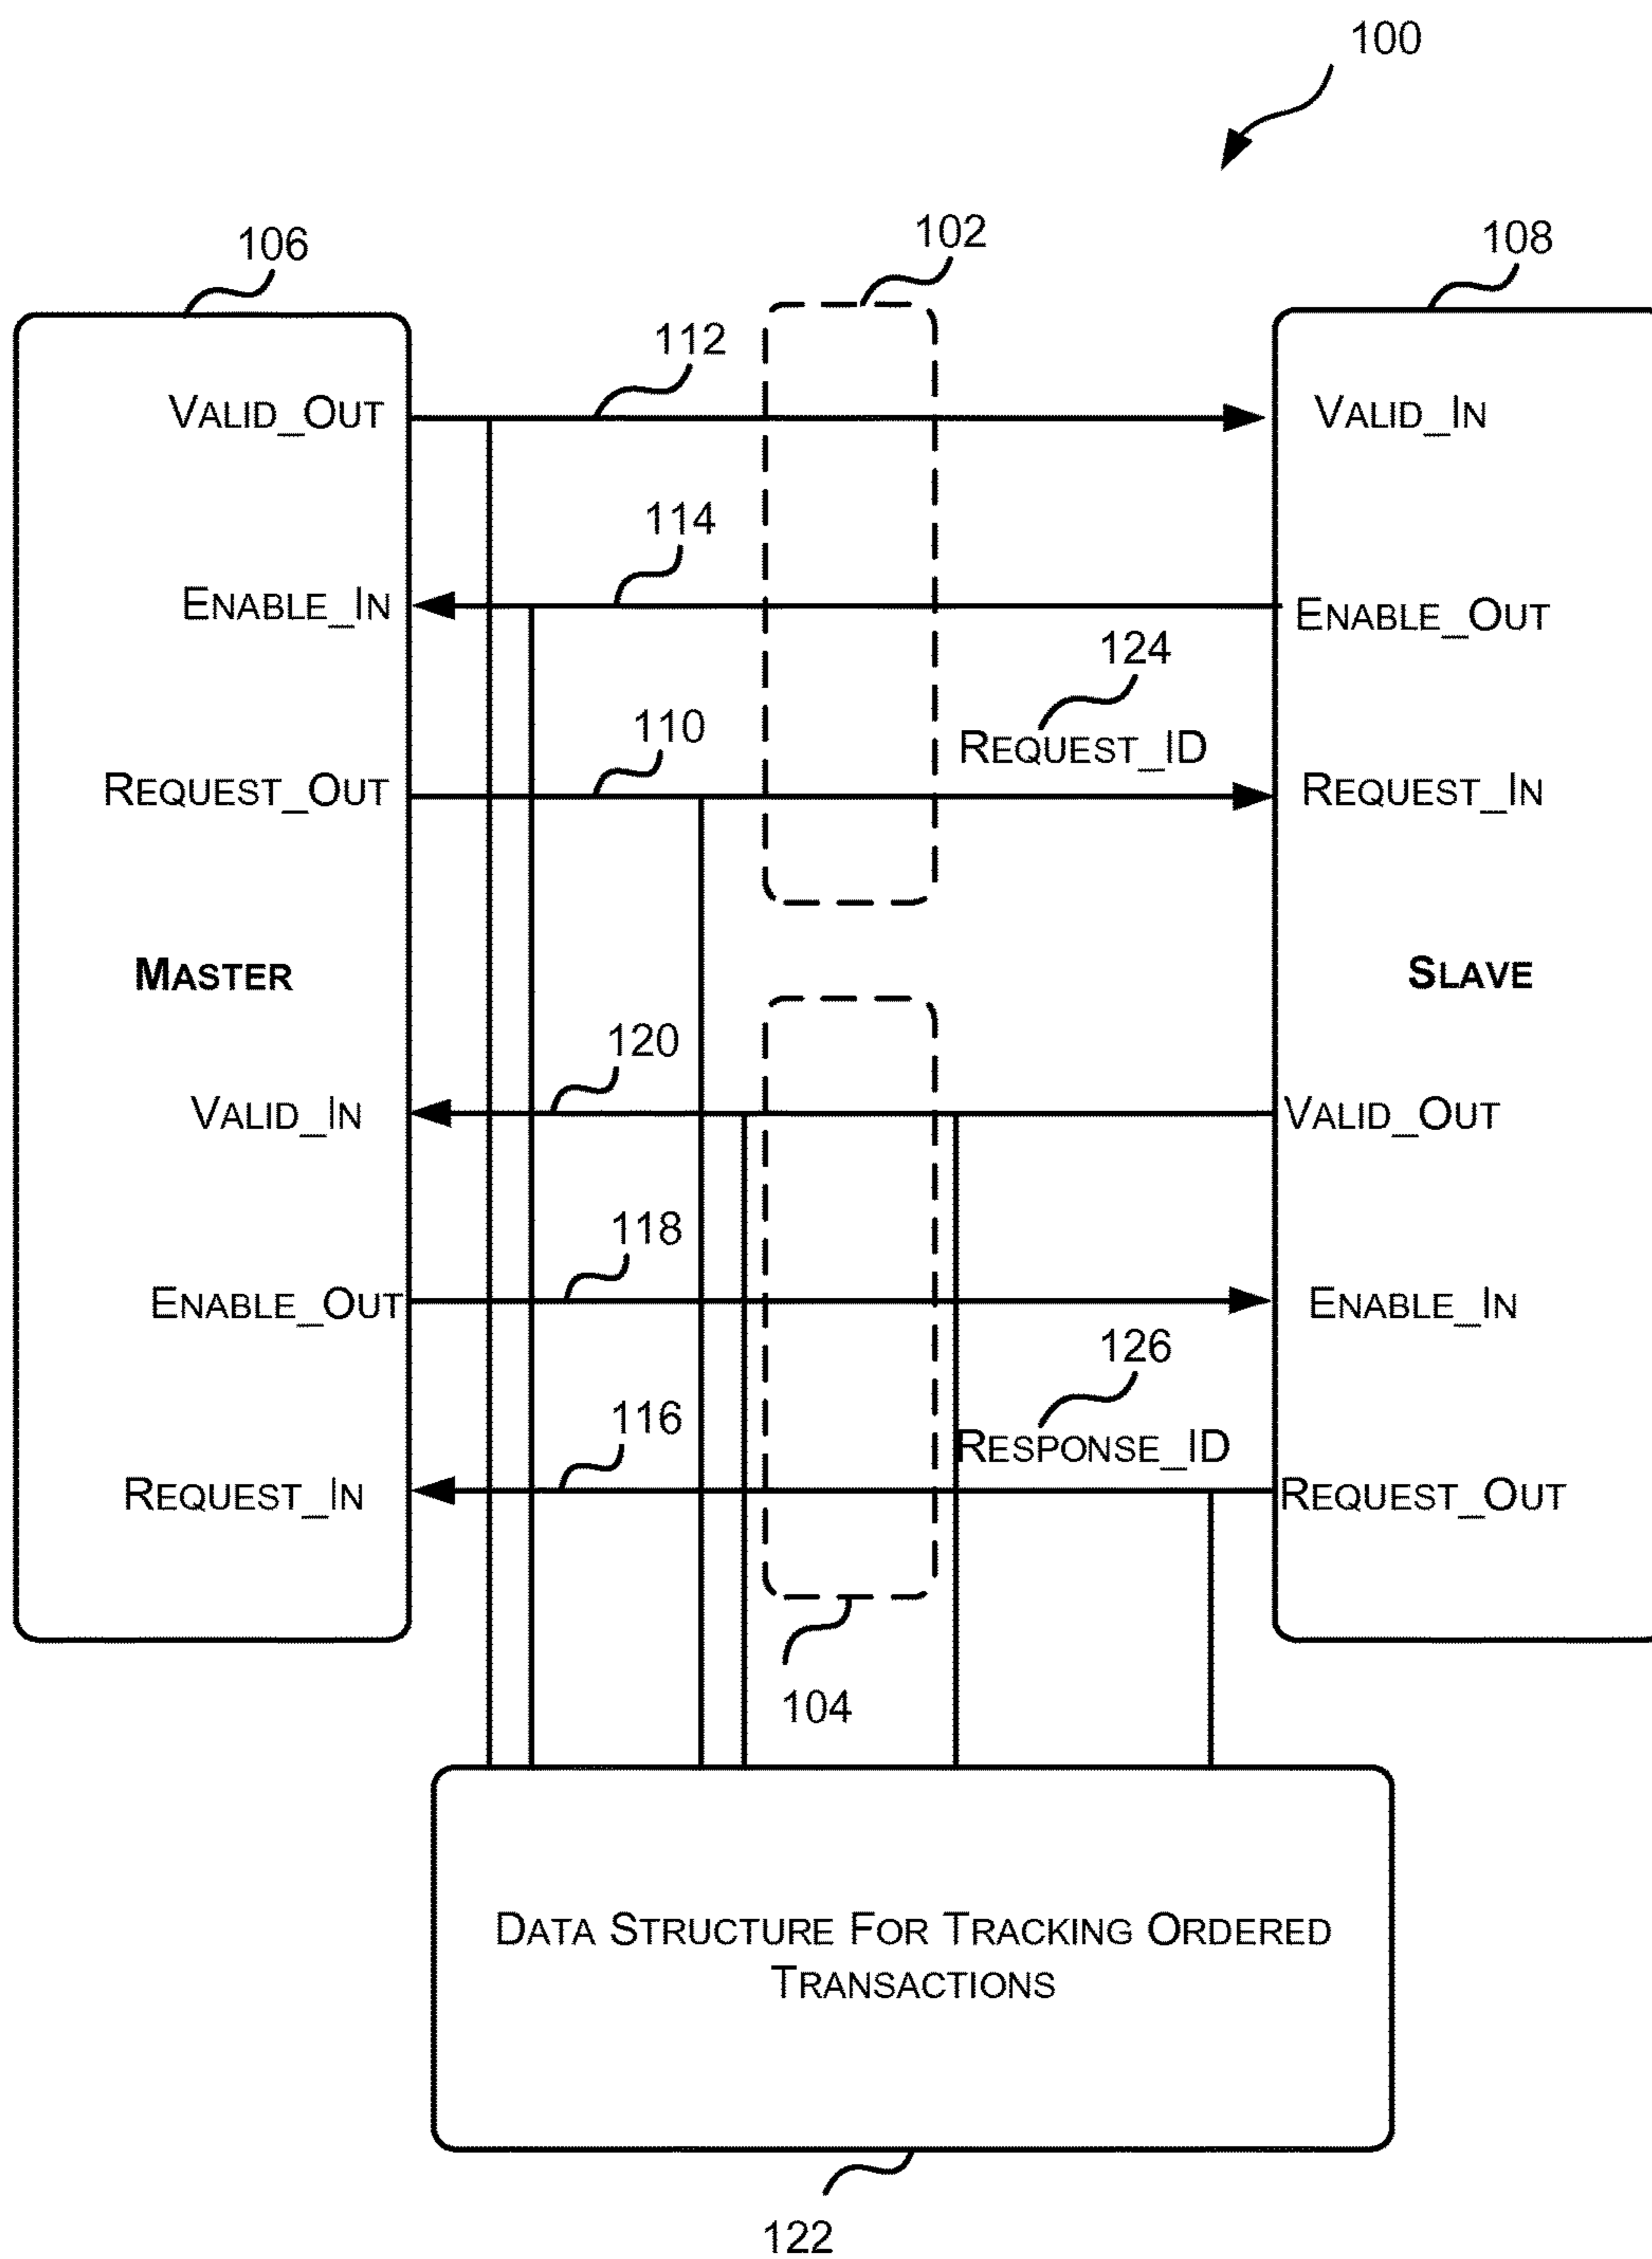 100
106
102
108
112
VALID_OUT
VALID_IN
114
ENABLE_IN
ENABLE_OUT
124
110
REQUEST_ID
REQUEST_OUT
REQUEST_IN
MASTER
SLAVE
120
VALID_IN
VALID_OUT
118
ENABLE_OUT
ENABLE_IN
126
116
RESPONSE_ID
REQUEST_IN
REQUEST_OUT
104
DATA STRUCTURE FOR TRACKING ORDERED
TRANSACTIONS
122